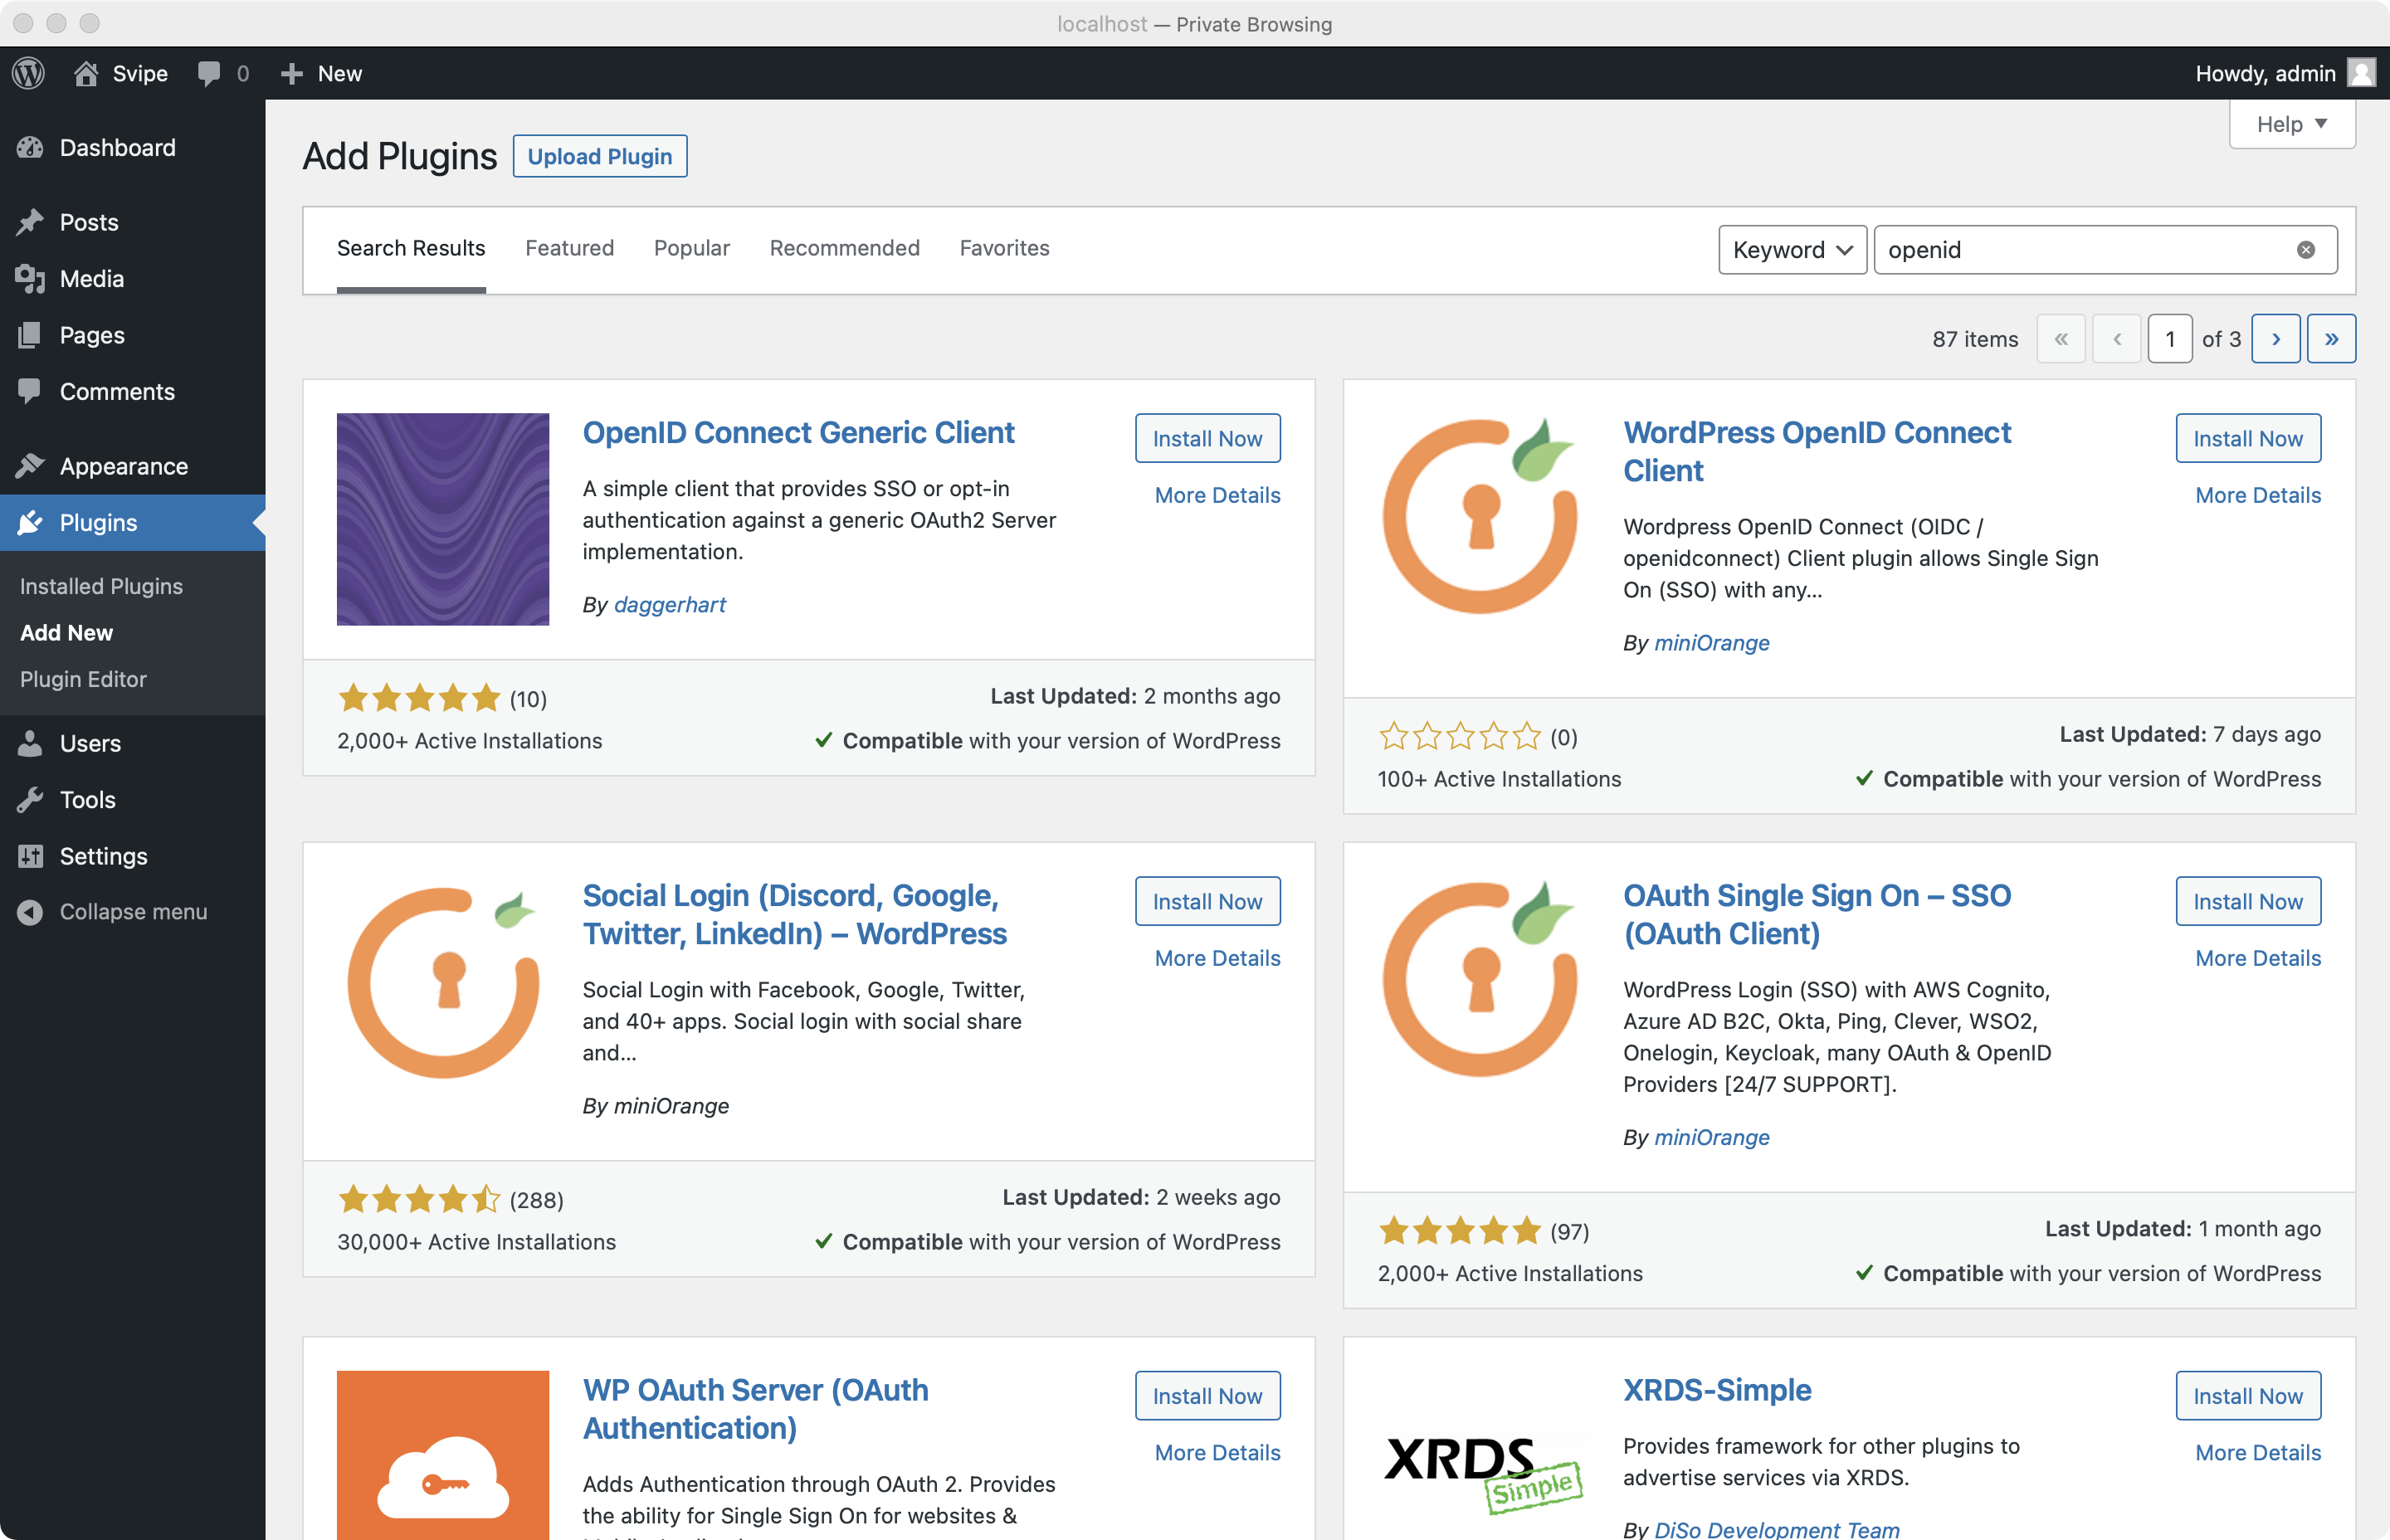 localhost — Private Browsing
Svipe
0
New
Howdy, admin
Dashboard
Posts
Media
Pages
Comments
Appearance
Plugins
Installed Plugins
Add New
Plugin Editor
Users
Tools
Settings
Collapse menu
Help
Add Plugins
Upload Plugin
Search Results
Featured
Popular
Recommended
Favorites
Keyword
openid
87 items
«
‹
1
of 3
›
»
OpenID Connect Generic Client
Install Now
More Details
A simple client that provides SSO or opt-in
authentication against a generic OAuth2 Server
implementation.
By daggerhart
(10)
Last Updated: 2 months ago
2,000+ Active Installations
Compatible with your version of WordPress
WordPress OpenID Connect
Client
Install Now
More Details
Wordpress OpenID Connect (OIDC /
openidconnect) Client plugin allows Single Sign
On (SSO) with any...
By miniOrange
(0)
Last Updated: 7 days ago
100+ Active Installations
Compatible with your version of WordPress
Social Login (Discord, Google,
Twitter, LinkedIn) – WordPress
Install Now
More Details
Social Login with Facebook, Google, Twitter,
and 40+ apps. Social login with social share
and...
By miniOrange
(288)
Last Updated: 2 weeks ago
30,000+ Active Installations
Compatible with your version of WordPress
OAuth Single Sign On – SSO
(OAuth Client)
Install Now
More Details
WordPress Login (SSO) with AWS Cognito,
Azure AD B2C, Okta, Ping, Clever, WSO2,
Onelogin, Keycloak, many OAuth & OpenID
Providers [24/7 SUPPORT].
By miniOrange
(97)
Last Updated: 1 month ago
2,000+ Active Installations
Compatible with your version of WordPress
WP OAuth Server (OAuth
Authentication)
Install Now
More Details
Adds Authentication through OAuth 2. Provides
the ability for Single Sign On for websites &
XRDS
Simple
XRDS-Simple
Install Now
More Details
Provides framework for other plugins to
advertise services via XRDS.
By DiSo Development Team